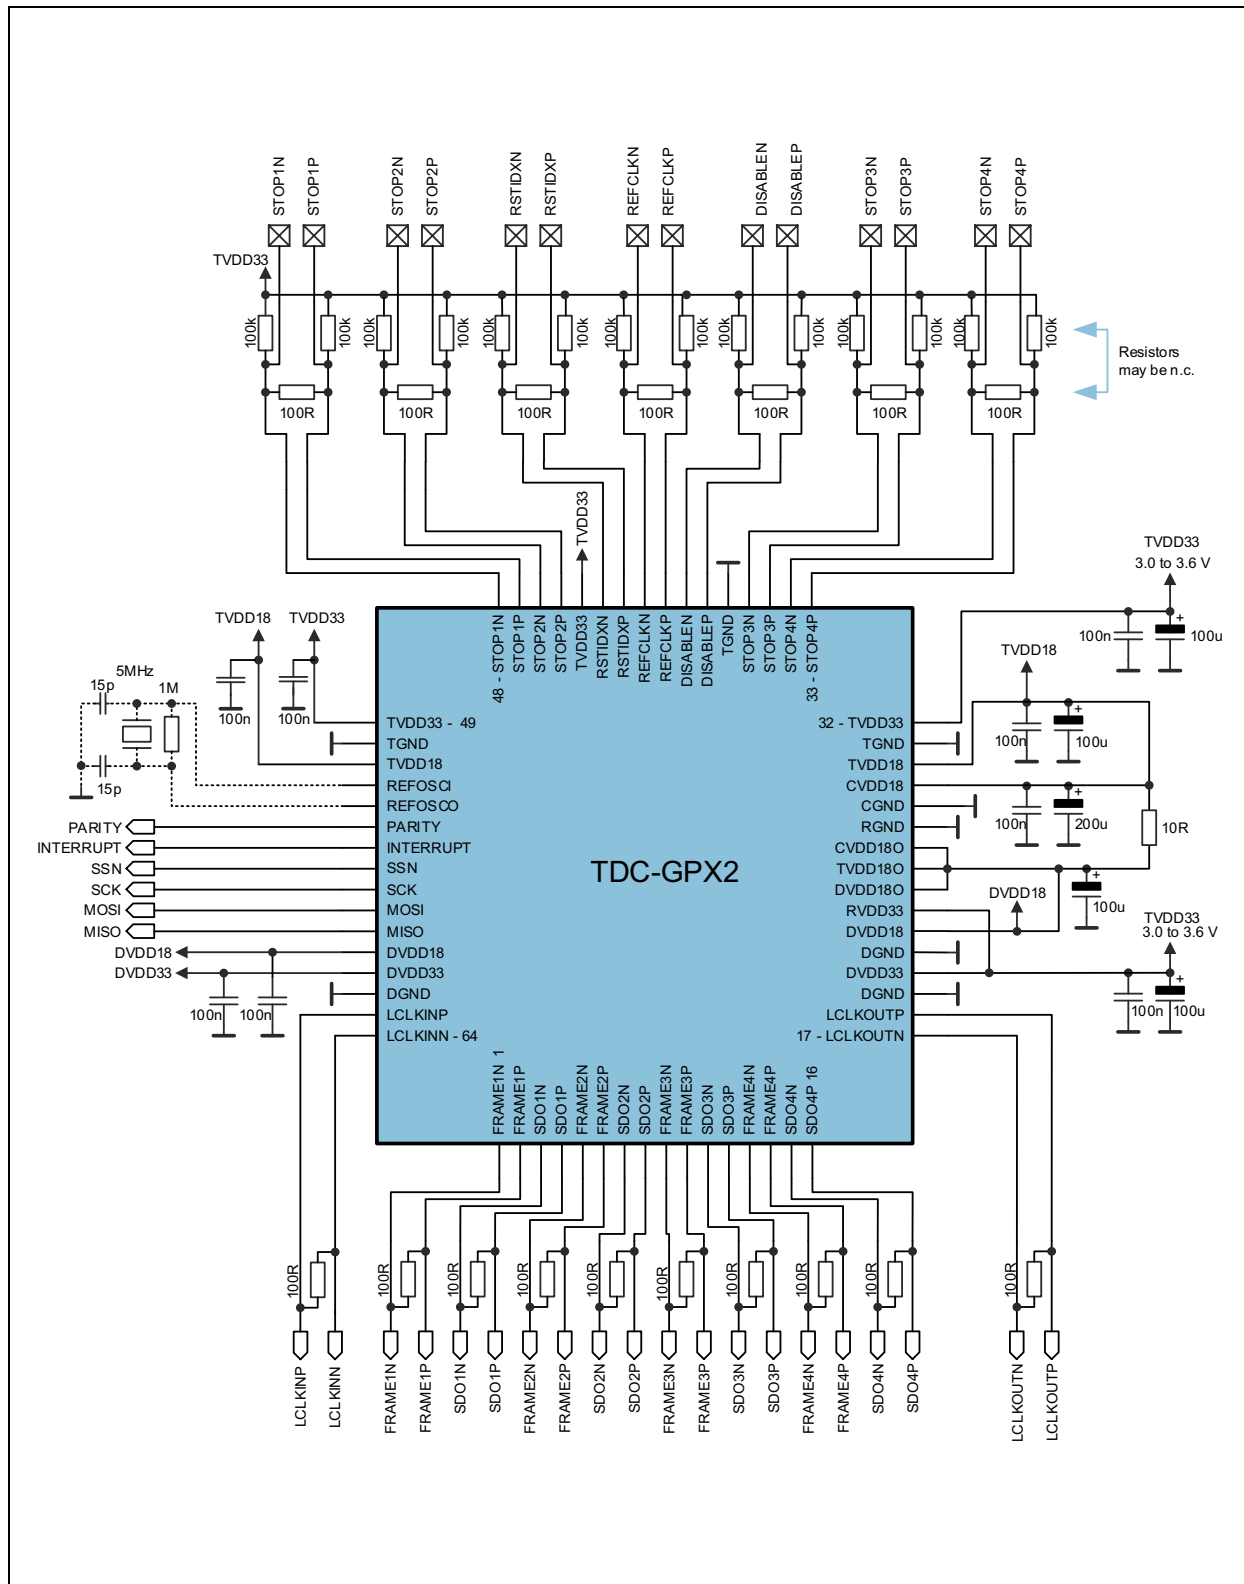 STOP1N
STOP1P
STOP2N
STOP2P
RSTIDXN
RSTIDXP
REFCLKN
REFCLKP
DISABLEN
DISABLEP
STOP3N
STOP3P
STOP4N
STOP4P
TVDD33
100k
100k
100k
100k
100k
100k
100k
100k
100k
100k
100k
100k
100k
100k
Resistors
may be n.c.
100R
100R
100R
100R
100R
100R
100R
TVDD33
TVDD33
3.0 to 3.6 V
100n
100u
TVDD18
TVDD33
100n
100n
5MHz
15p
1M
15p
48 - STOP1N
STOP1P
STOP2N
STOP2P
TVDD33
RSTIDXN
RSTIDXP
REFCLKN
REFCLKP
DISABLEN
DISABLEP
TGND
STOP3N
STOP3P
STOP4N
33 - STOP4P
TVDD18
+
100n
100u
+
100n
200u
10R
+
100u
DVDD18
TVDD33
3.0 to 3.6 V
+
100n
100u
+
TVDD33 - 49
TGND
TVDD18
REFOSCI
REFOSCO
PARITY
INTERRUPT
SSN
SCK
MOSI
MISO
DVDD18
DVDD33
DGND
LCLKINP
LCLKINN - 64
PARITY
INTERRUPT
SSN
SCK
MOSI
MISO
DVDD18
DVDD33
100n
100n
TDC-GPX2
32 - TVDD33
TGND
TVDD18
CVDD18
CGND
RGND
CVDD18O
TVDD18O
DVDD18O
RVDD33
DVDD18
DGND
DVDD33
DGND
LCLKOUTP
17 - LCLKOUTN
FRAME1N 1
FRAME1P
SDO1N
SDO1P
FRAME2N
FRAME2P
SDO2N
SDO2P
FRAME3N
FRAME3P
SDO3N
SDO3P
FRAME4N
FRAME4P
SDO4N
SDO4P 16
100R
100R
100R
100R
100R
100R
100R
100R
100R
100R
LCLKINP
LCLKINN
FRAME1N
FRAME1P
SDO1N
SDO1P
FRAME2N
FRAME2P
SDO2N
SDO2P
FRAME3N
FRAME3P
SDO3N
SDO3P
FRAME4N
FRAME4P
SDO4N
SDO4P
LCLKOUTN
LCLKOUTP